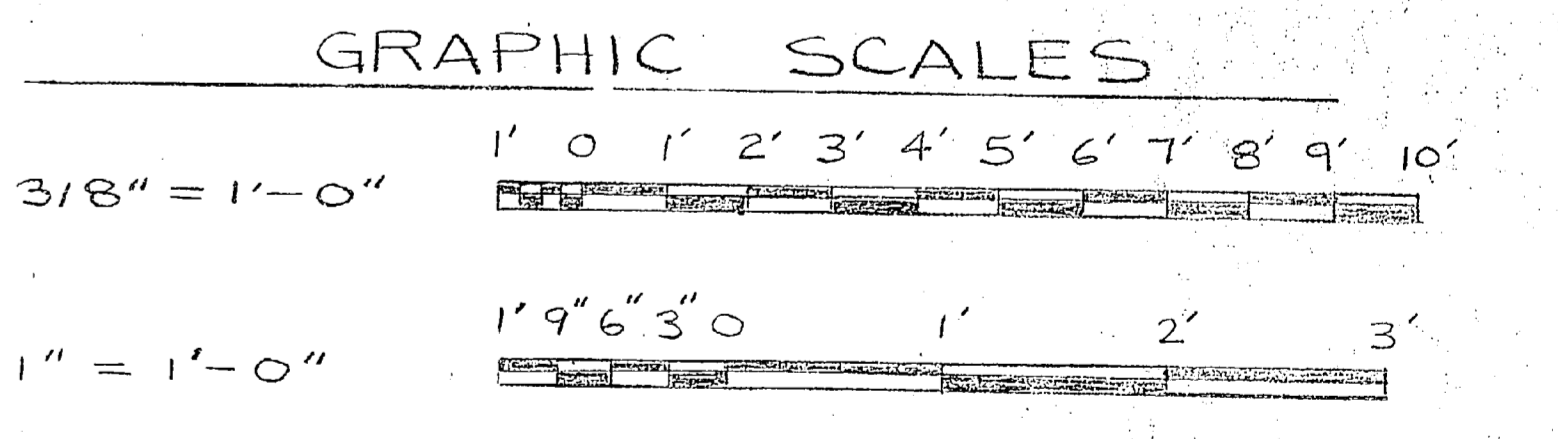 GRAPHIC SCALES
1' 0 1' 2' 3' 4' 5' 6' 7' 8' 9' 10'
3/8" = 1'-0"
1' 9" 6" 3" 0 1' 2' 3'
1" = 1'-0"